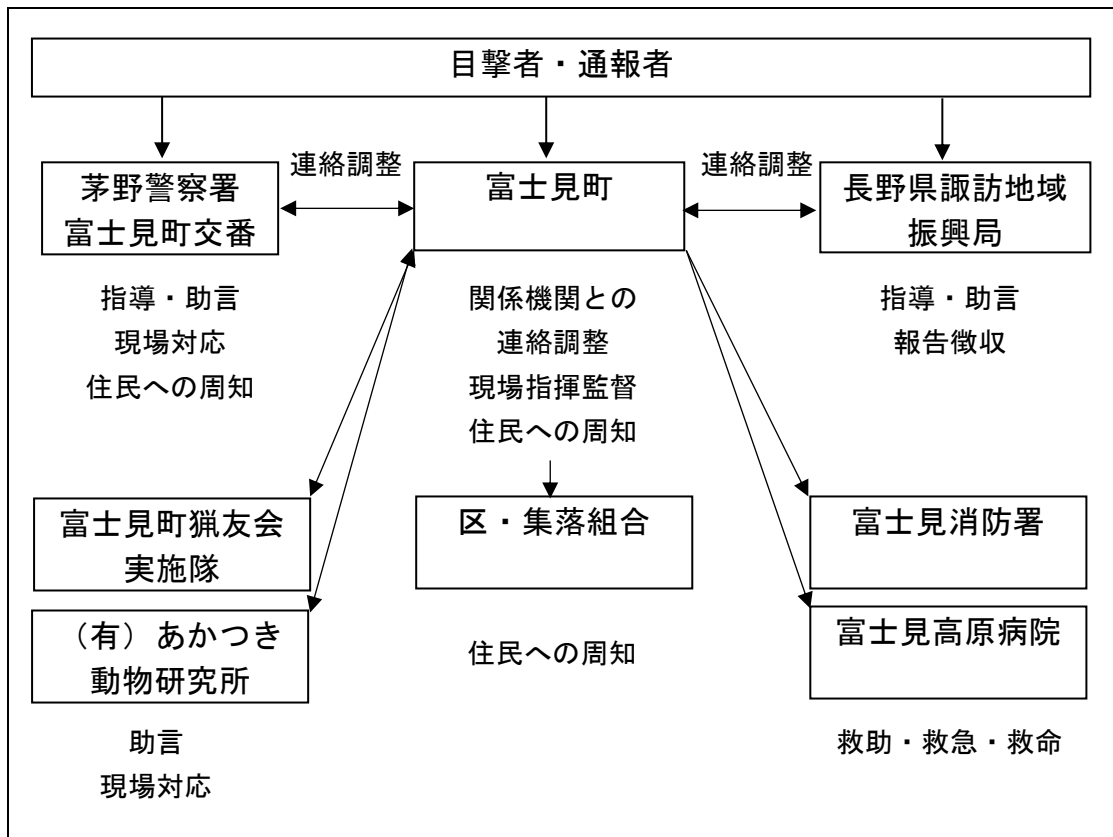 目撃者・通報者
茅野警察署
富士見町交番
連絡調整
富士見町
連絡調整
長野県諏訪地域
振興局
指導・助言
現場対応
住民への周知
関係機関との
連絡調整
現場指揮監督
住民への周知
指導・助言
報告徴収
富士見町猟友会
実施隊
区・集落組合
富士見消防署
（有）あかつき
動物研究所
住民への周知
富士見高原病院
助言
現場対応
救助・救急・救命